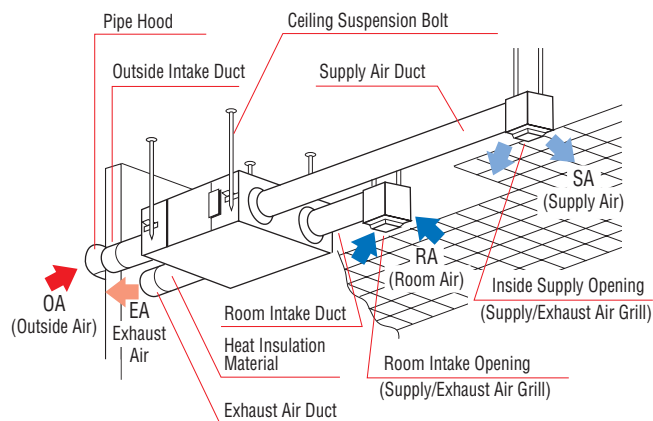 Pipe Hood
Ceiling Suspension Bolt
Outside Intake Duct
Supply Air Duct
SA
(Supply Air)
RA
(Room Air)
OA
(Outside Air)
EA
Exhaust
Air
Room Intake Duct
Heat Insulation
Material
Exhaust Air Duct
Inside Supply Opening
(Supply/Exhaust Air Grill)
Room Intake Opening
(Supply/Exhaust Air Grill)